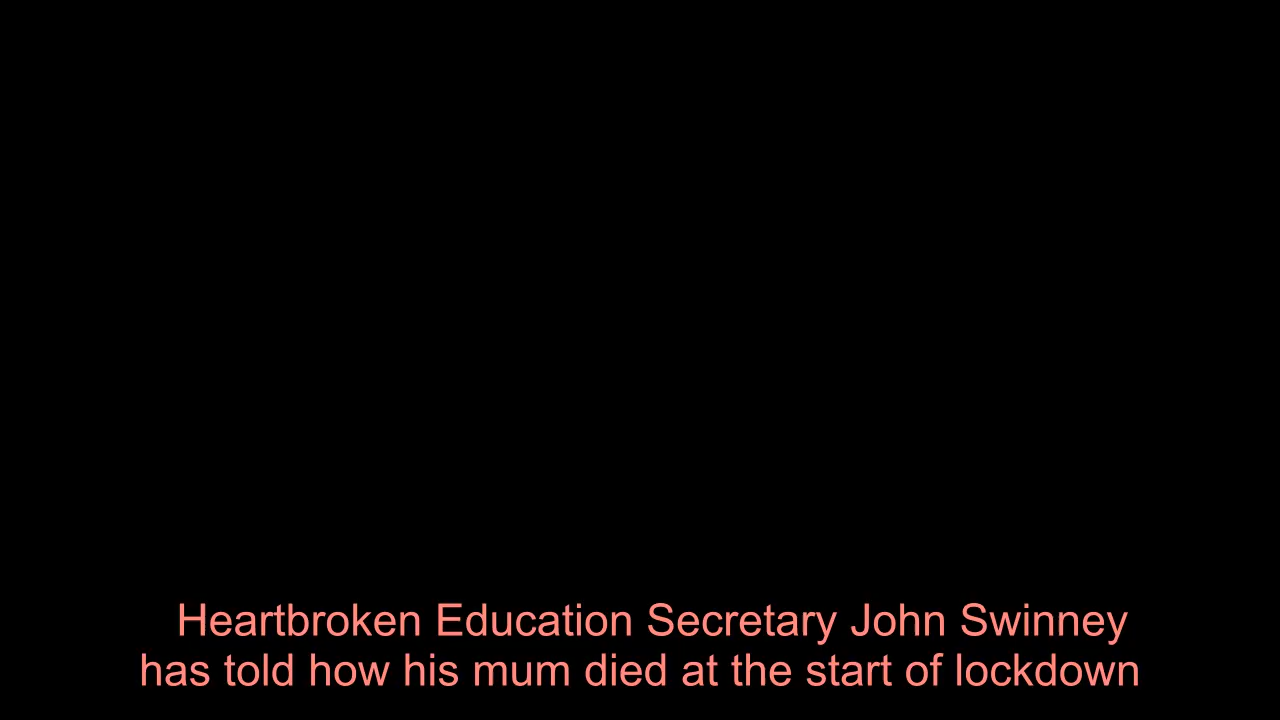 Heartbroken Education Secretary John Swinney
has told how his mum died at the start of lockdown